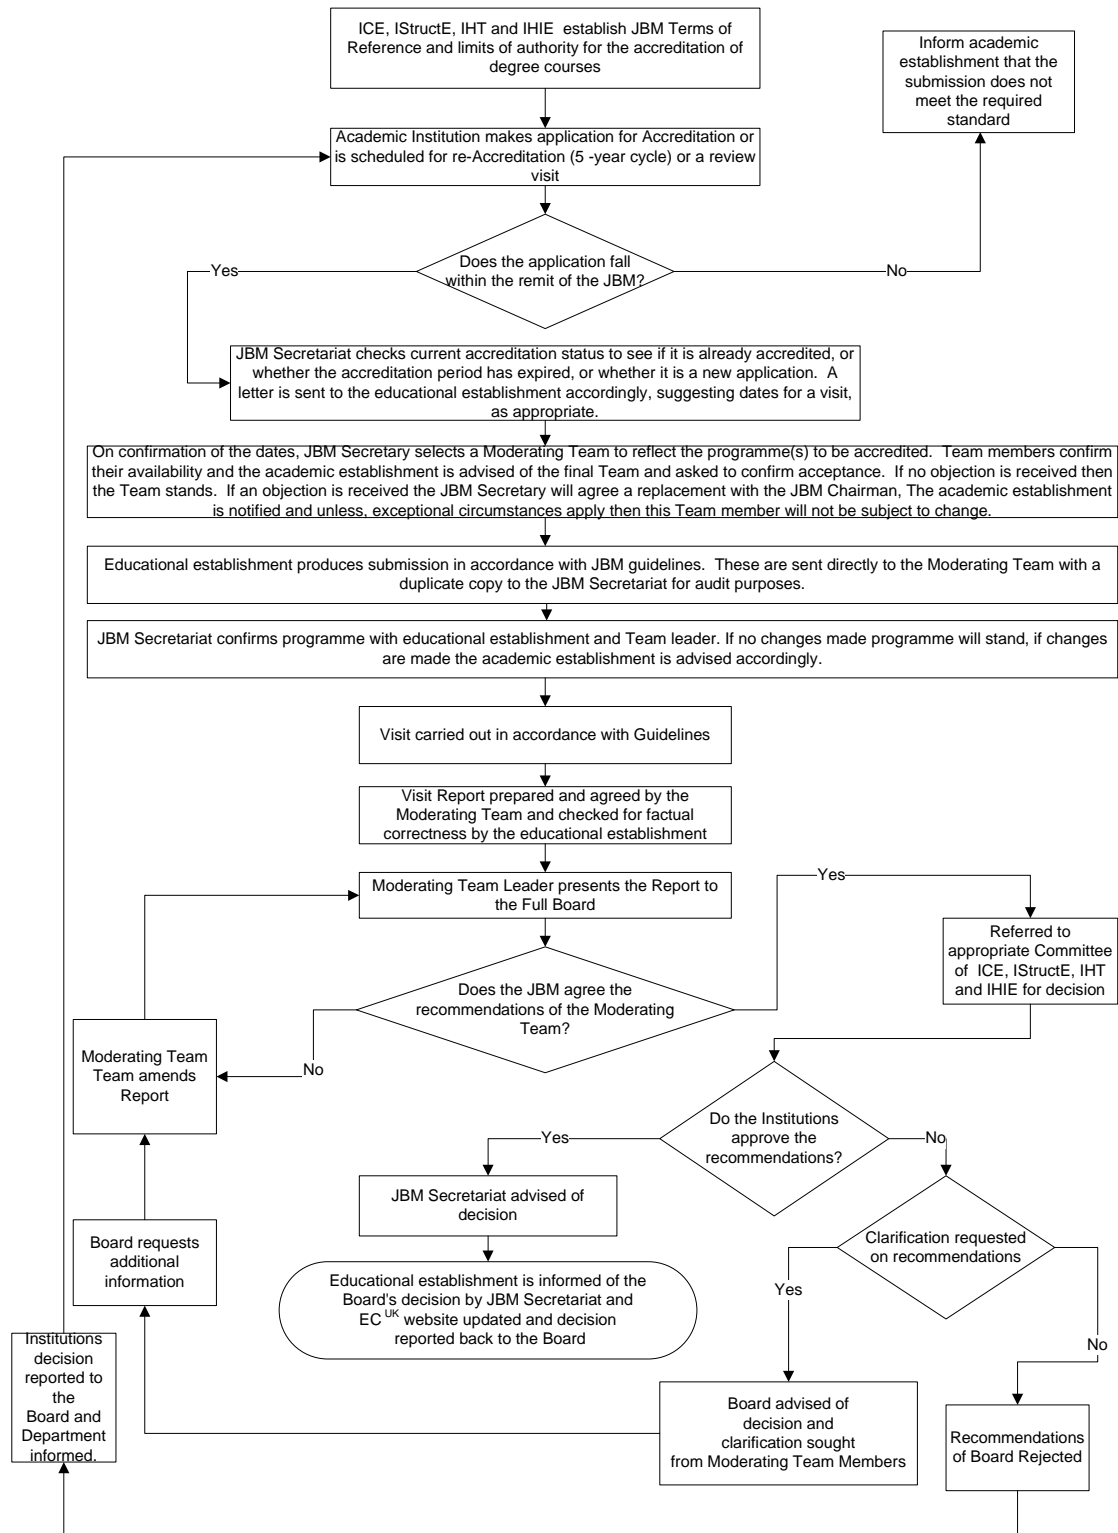 ICE, IStructE, IHT and IHIE establish JBM Terms of
Reference and limits of authority for the accreditation of
degree courses
Inform academic
establishment that the
submission does not
meet the required
standard
Academic Institution makes application for Accreditation or
is scheduled for re-Accreditation (5 -year cycle) or a review
visit
Does the application fall
within the remit of the JBM?
Yes
No
JBM Secretariat checks current accreditation status to see if it is already accredited, or
whether the accreditation period has expired, or whether it is a new application. A
letter is sent to the educational establishment accordingly, suggesting dates for a visit,
as appropriate.
On confirmation of the dates, JBM Secretary selects a Moderating Team to reflect the programme(s) to be accredited. Team members confirm
their availability and the academic establishment is advised of the final Team and asked to confirm acceptance. If no objection is received then
the Team stands. If an objection is received the JBM Secretary will agree a replacement with the JBM Chairman, The academic establishment
is notified and unless, exceptional circumstances apply then this Team member will not be subject to change.
Educational establishment produces submission in accordance with JBM guidelines. These are sent directly to the Moderating Team with a
duplicate copy to the JBM Secretariat for audit purposes.
JBM Secretariat confirms programme with educational establishment and Team leader. If no changes made programme will stand, if changes
are made the academic establishment is advised accordingly.
Visit carried out in accordance with Guidelines
Visit Report prepared and agreed by the
Moderating Team and checked for factual
correctness by the educational establishment
Moderating Team Leader presents the Report to
the Full Board
Yes
Referred to
appropriate Committee
of ICE, IStructE, IHT
and IHIE for decision
Does the JBM agree the
recommendations of the Moderating
Team?
No
Moderating Team
Team amends
Report
Do the Institutions
approve the
recommendations?
Yes
No
JBM Secretariat advised of
decision
Clarification requested
on recommendations
Board requests
additional
information
Yes
Educational establishment is informed of the
Board's decision by JBM Secretariat and
EC UK website updated and decision
reported back to the Board
No
Institutions
decision
reported to
the
Board and
Department
informed.
Board advised of
decision and
clarification sought
from Moderating Team Members
Recommendations
of Board Rejected